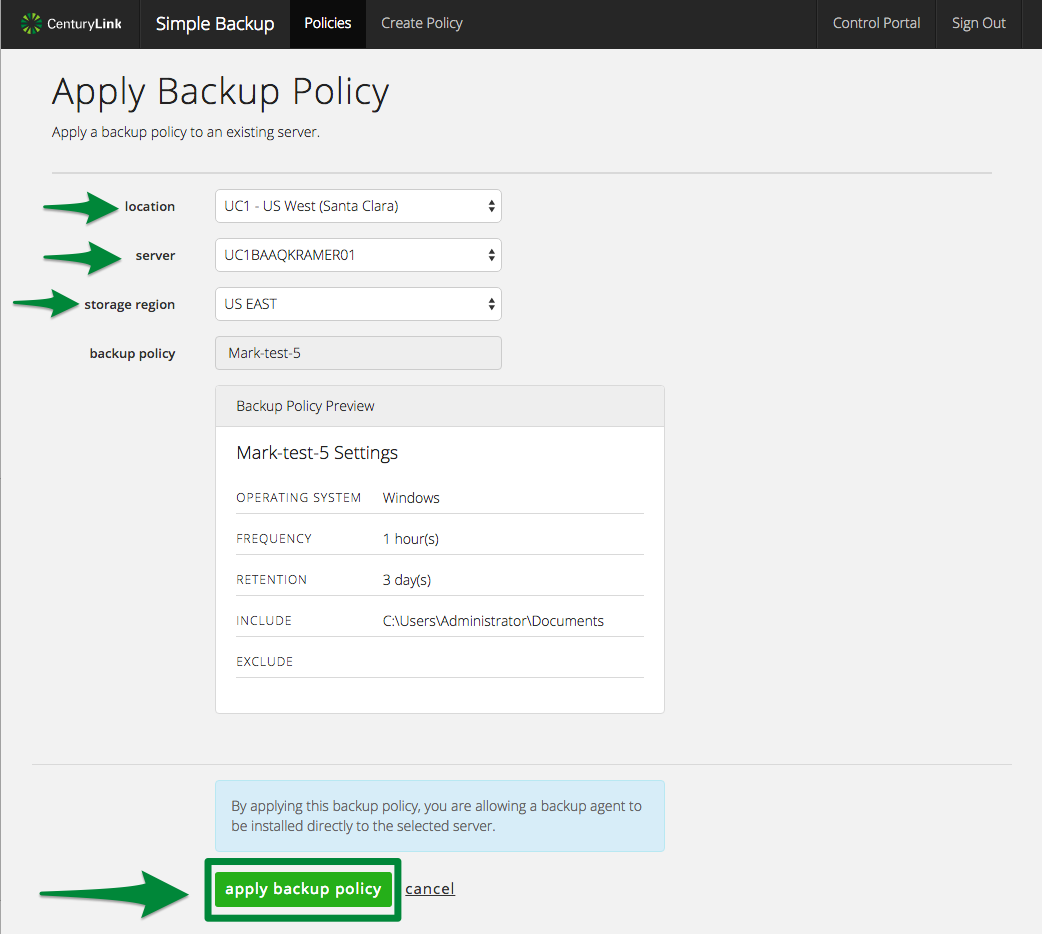 CenturyLink Simple Backup Policies Create Policy Control Portal Sign Out
Apply Backup Policy
Apply a backup policy to an existing server.
location UC1 - US West (Santa Clara)
server UC1BAAQKRAMER01
storage region US EAST
backup policy Mark-test-5
Backup Policy Preview
Mark-test-5 Settings
OPERATING SYSTEM Windows
FREQUENCY 1 hour(s)
RETENTION 3 day(s)
INCLUDE C:\Users\Administrator\Documents
EXCLUDE
By applying this backup policy, you are allowing a backup agent to
be installed directly to the selected server.
apply backup policy cancel